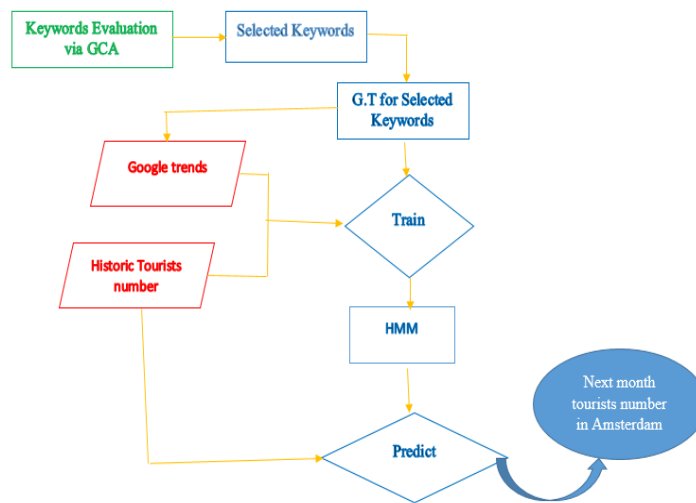 Keywords Evaluation
via GCA
Selected Keywords
G.T for Selected
Keywords
Google trends
Train
Historic Tourists
number
HMM
Next month
tourists number
in Amsterdam
Predict